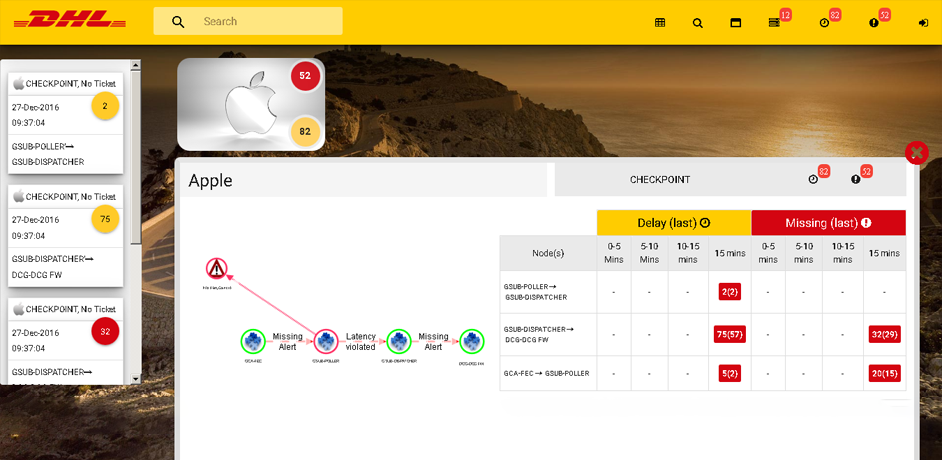 DHL
Search
12
82
52
CHECKPOINT, No Ticket
27-Dec-2016
09:37:04
2
GSUB-POLLER→
GSUB-DISPATCHER
CHECKPOINT, No Ticket
27-Dec-2016
09:37:04
75
GSUB-DISPATCHER→
DCG-DCG FW
CHECKPOINT, No Ticket
27-Dec-2016
09:37:04
32
GSUB-DISPATCHER→
52
82
Apple
CHECKPOINT
82
52
Delay (last)
Missing (last)
Node(s}
0-5 Mins
5-10 Mins
10-15 Mins
15 mins
0-5 Mins
5-10 Mins
10-15 Mins
15 mins
GSUB-POLLER → GSUB-DISPATCHER
- - - 2(2} - - - -
GSUB-DISPATCHER → DCG-DCG FW
- - - 75(57) - - - 32(29)
GCA-FEC → GSUB-POLLER
- - - 5(2} - - - 20(15)
Missing Alert
Latency violated
Missing Alert
GCA-FEC
GSUB-POLLER
GSUB-DISPATCHER
DCG-DCG FW